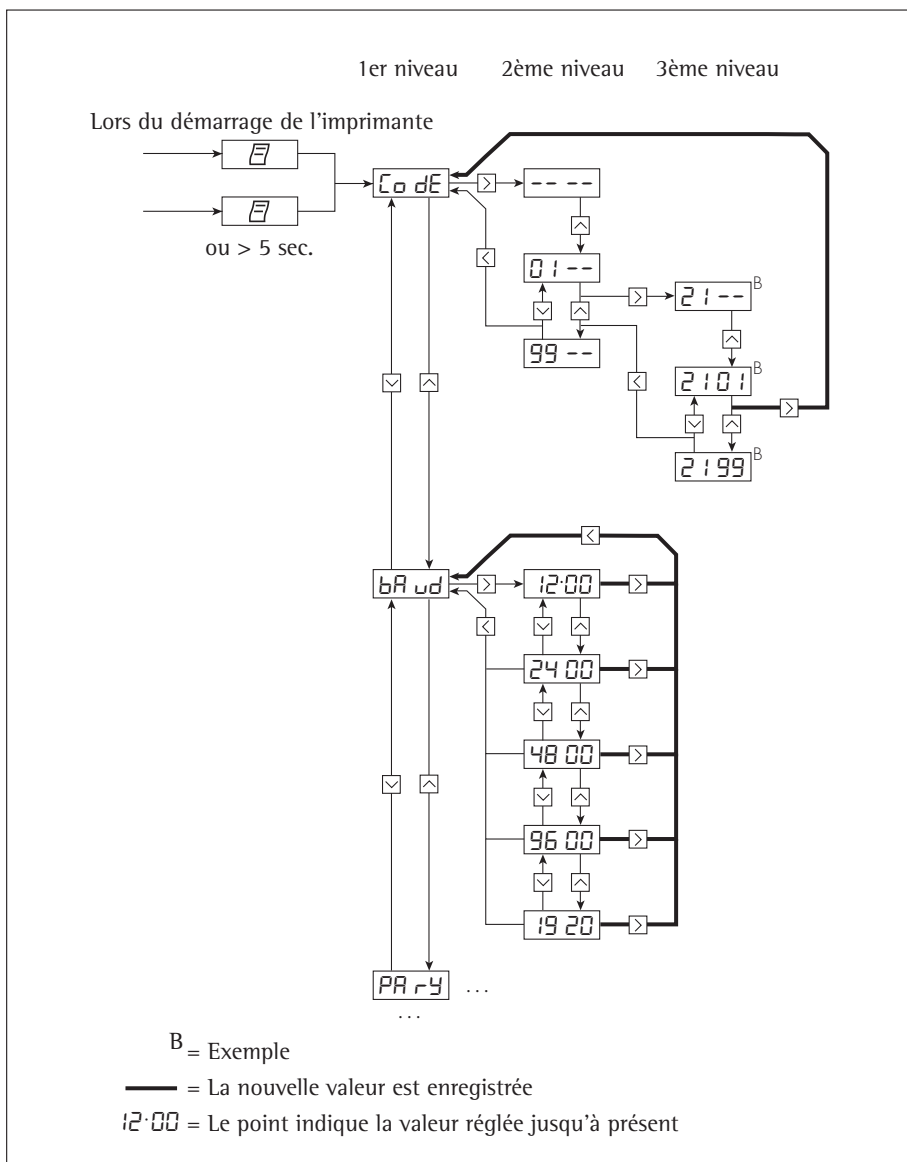 1er niveau 2ème niveau 3ème niveau
Lors du démarrage de l'imprimante
Co dE
-- --
ou > 5 sec.
01 --
21 -- B
99 --
2101 B
2199 B
bA ud
12·00
24 00
48 00
96 00
19 20
PA rY ...
...
B = Exemple
= La nouvelle valeur est enregistrée
12·00 = Le point indique la valeur réglée jusqu'à présent